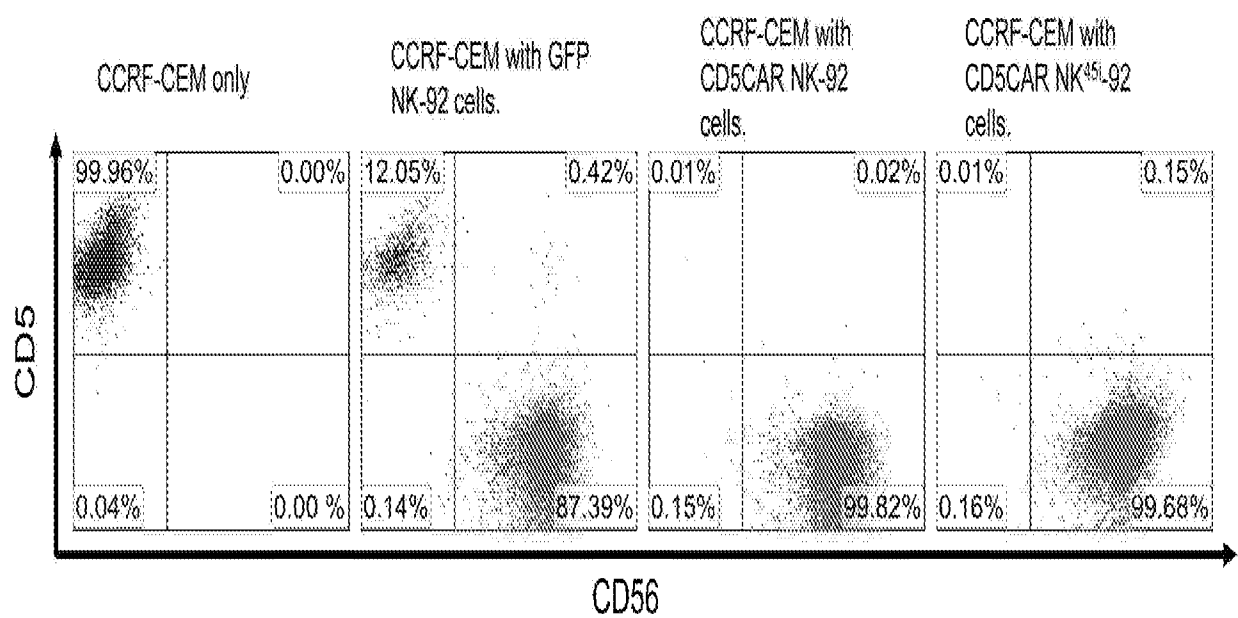 CCRF-CEM only
CCRF-CEM with GFP
NK-92 cells.
CCRF-CEM with
CD5CAR NK-92
cells.
CCRF-CEM with
CD5CAR NK45i-92
cells.
99.96%
0.00%
12.05%
0.42%
0.01%
0.02%
0.01%
0.15%
CD5
0.04%
0.00 %
0.14%
87.39%
0.15%
99.82%
0.16%
99.68%
CD56